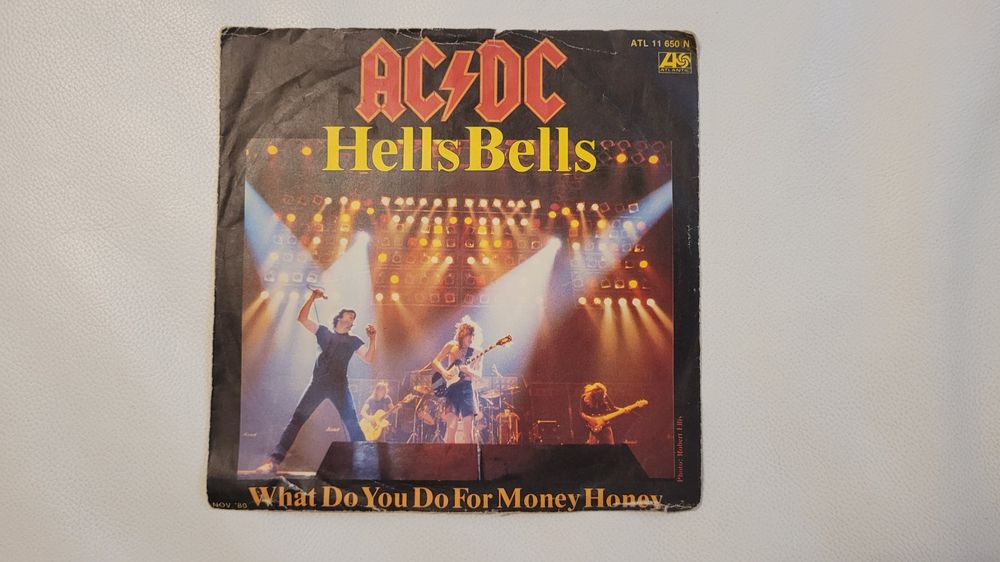 ATL 11 650 N
ATLANTIC
AC DC
Hells Bells
Photo: Robert Ellis
What Do You Do For Money Honey
NOV '80